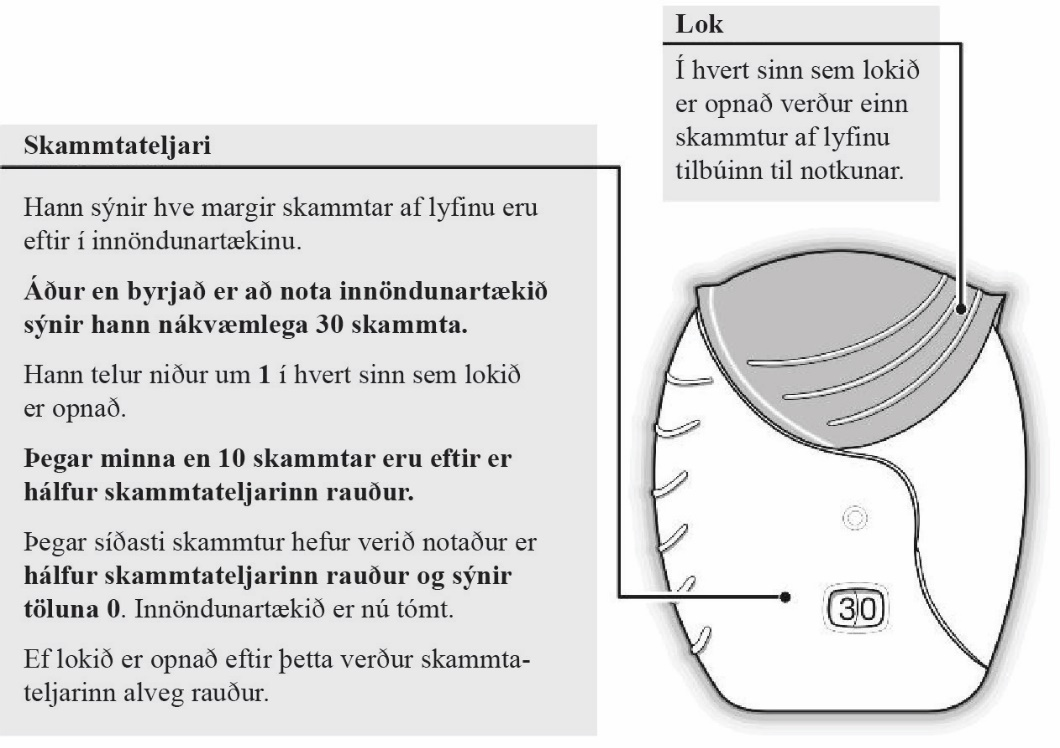 Lok
Í hvert sinn sem lokið
er opnað verður einn
skammtur af lyfinu
tilbúinn til notkunar.
Skammtateljari
Hann sýnir hve margir skammtar af lyfinu eru
eftir í innöndunartækinu.
Áður en byrjað er að nota innöndunartækið
sýnir hann nákvæmlega 30 skammta.
Hann telur niður um 1 í hvert sinn sem lokið
er opnað.
Þegar minna en 10 skammtar eru eftir er
hálfur skammtateljarinn rauður.
Þegar síðasti skammtur hefur verið notaður er
hálfur skammtateljarinn rauður og sýnir
töluna 0. Innöndunartækið er nú tómt.
Ef lokið er opnað eftir þetta verður skammta-
teljarinn alveg rauður.
30